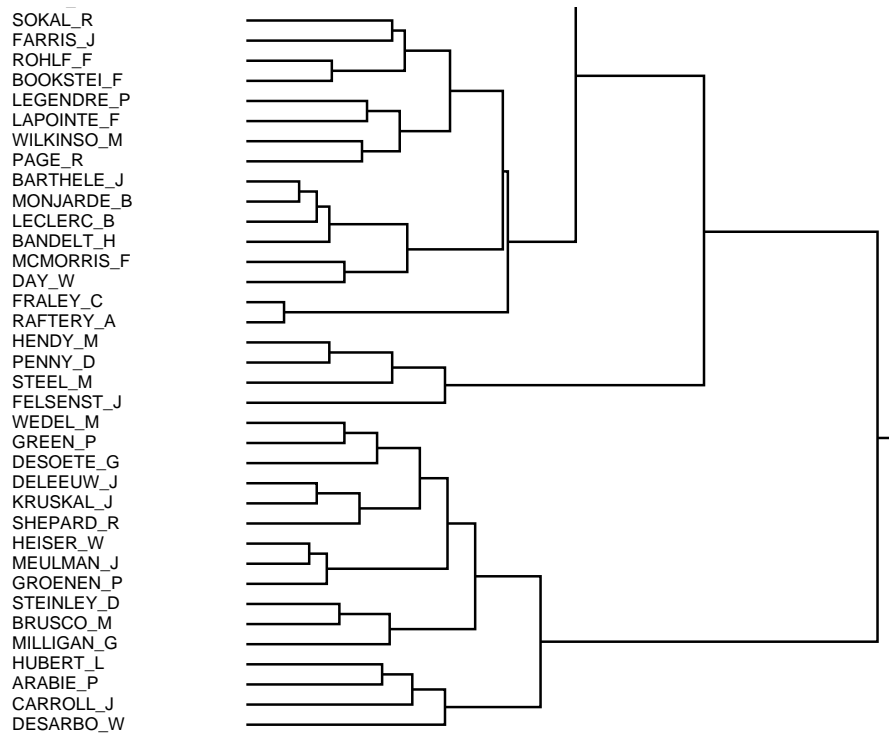 SOKAL_R
FARRIS_J
ROHLF_F
BOOKSTEI_F
LEGENDRE_P
LAPOINTE_F
WILKINSO_M
PAGE_R
BARTHELE_J
MONJARDE_B
LECLERC_B
BANDELT_H
MCMORRIS_F
DAY_W
FRALEY_C
RAFTERY_A
HENDY_M
PENNY_D
STEEL_M
FELSENST_J
WEDEL_M
GREEN_P
DESOETE_G
DELEEUW_J
KRUSKAL_J
SHEPARD_R
HEISER_W
MEULMAN_J
GROENEN_P
STEINLEY_D
BRUSCO_M
MILLIGAN_G
HUBERT_L
ARABIE_P
CARROLL_J
DESARBO_W